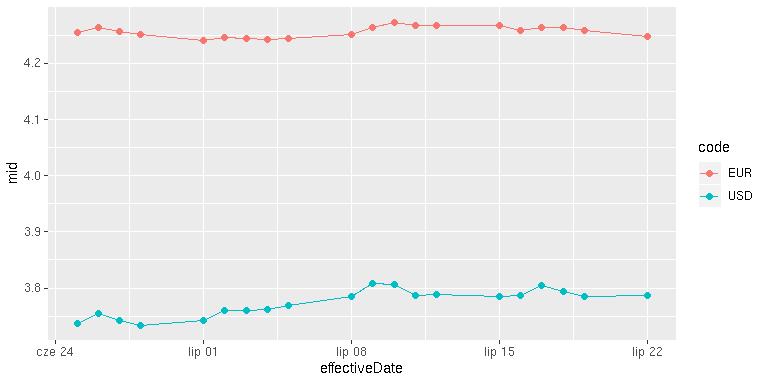 mid
4.2
4.1
4.0
3.9
3.8
cze 24
lip 01
lip 08
lip 15
lip 22
effectiveDate
code
EUR
USD